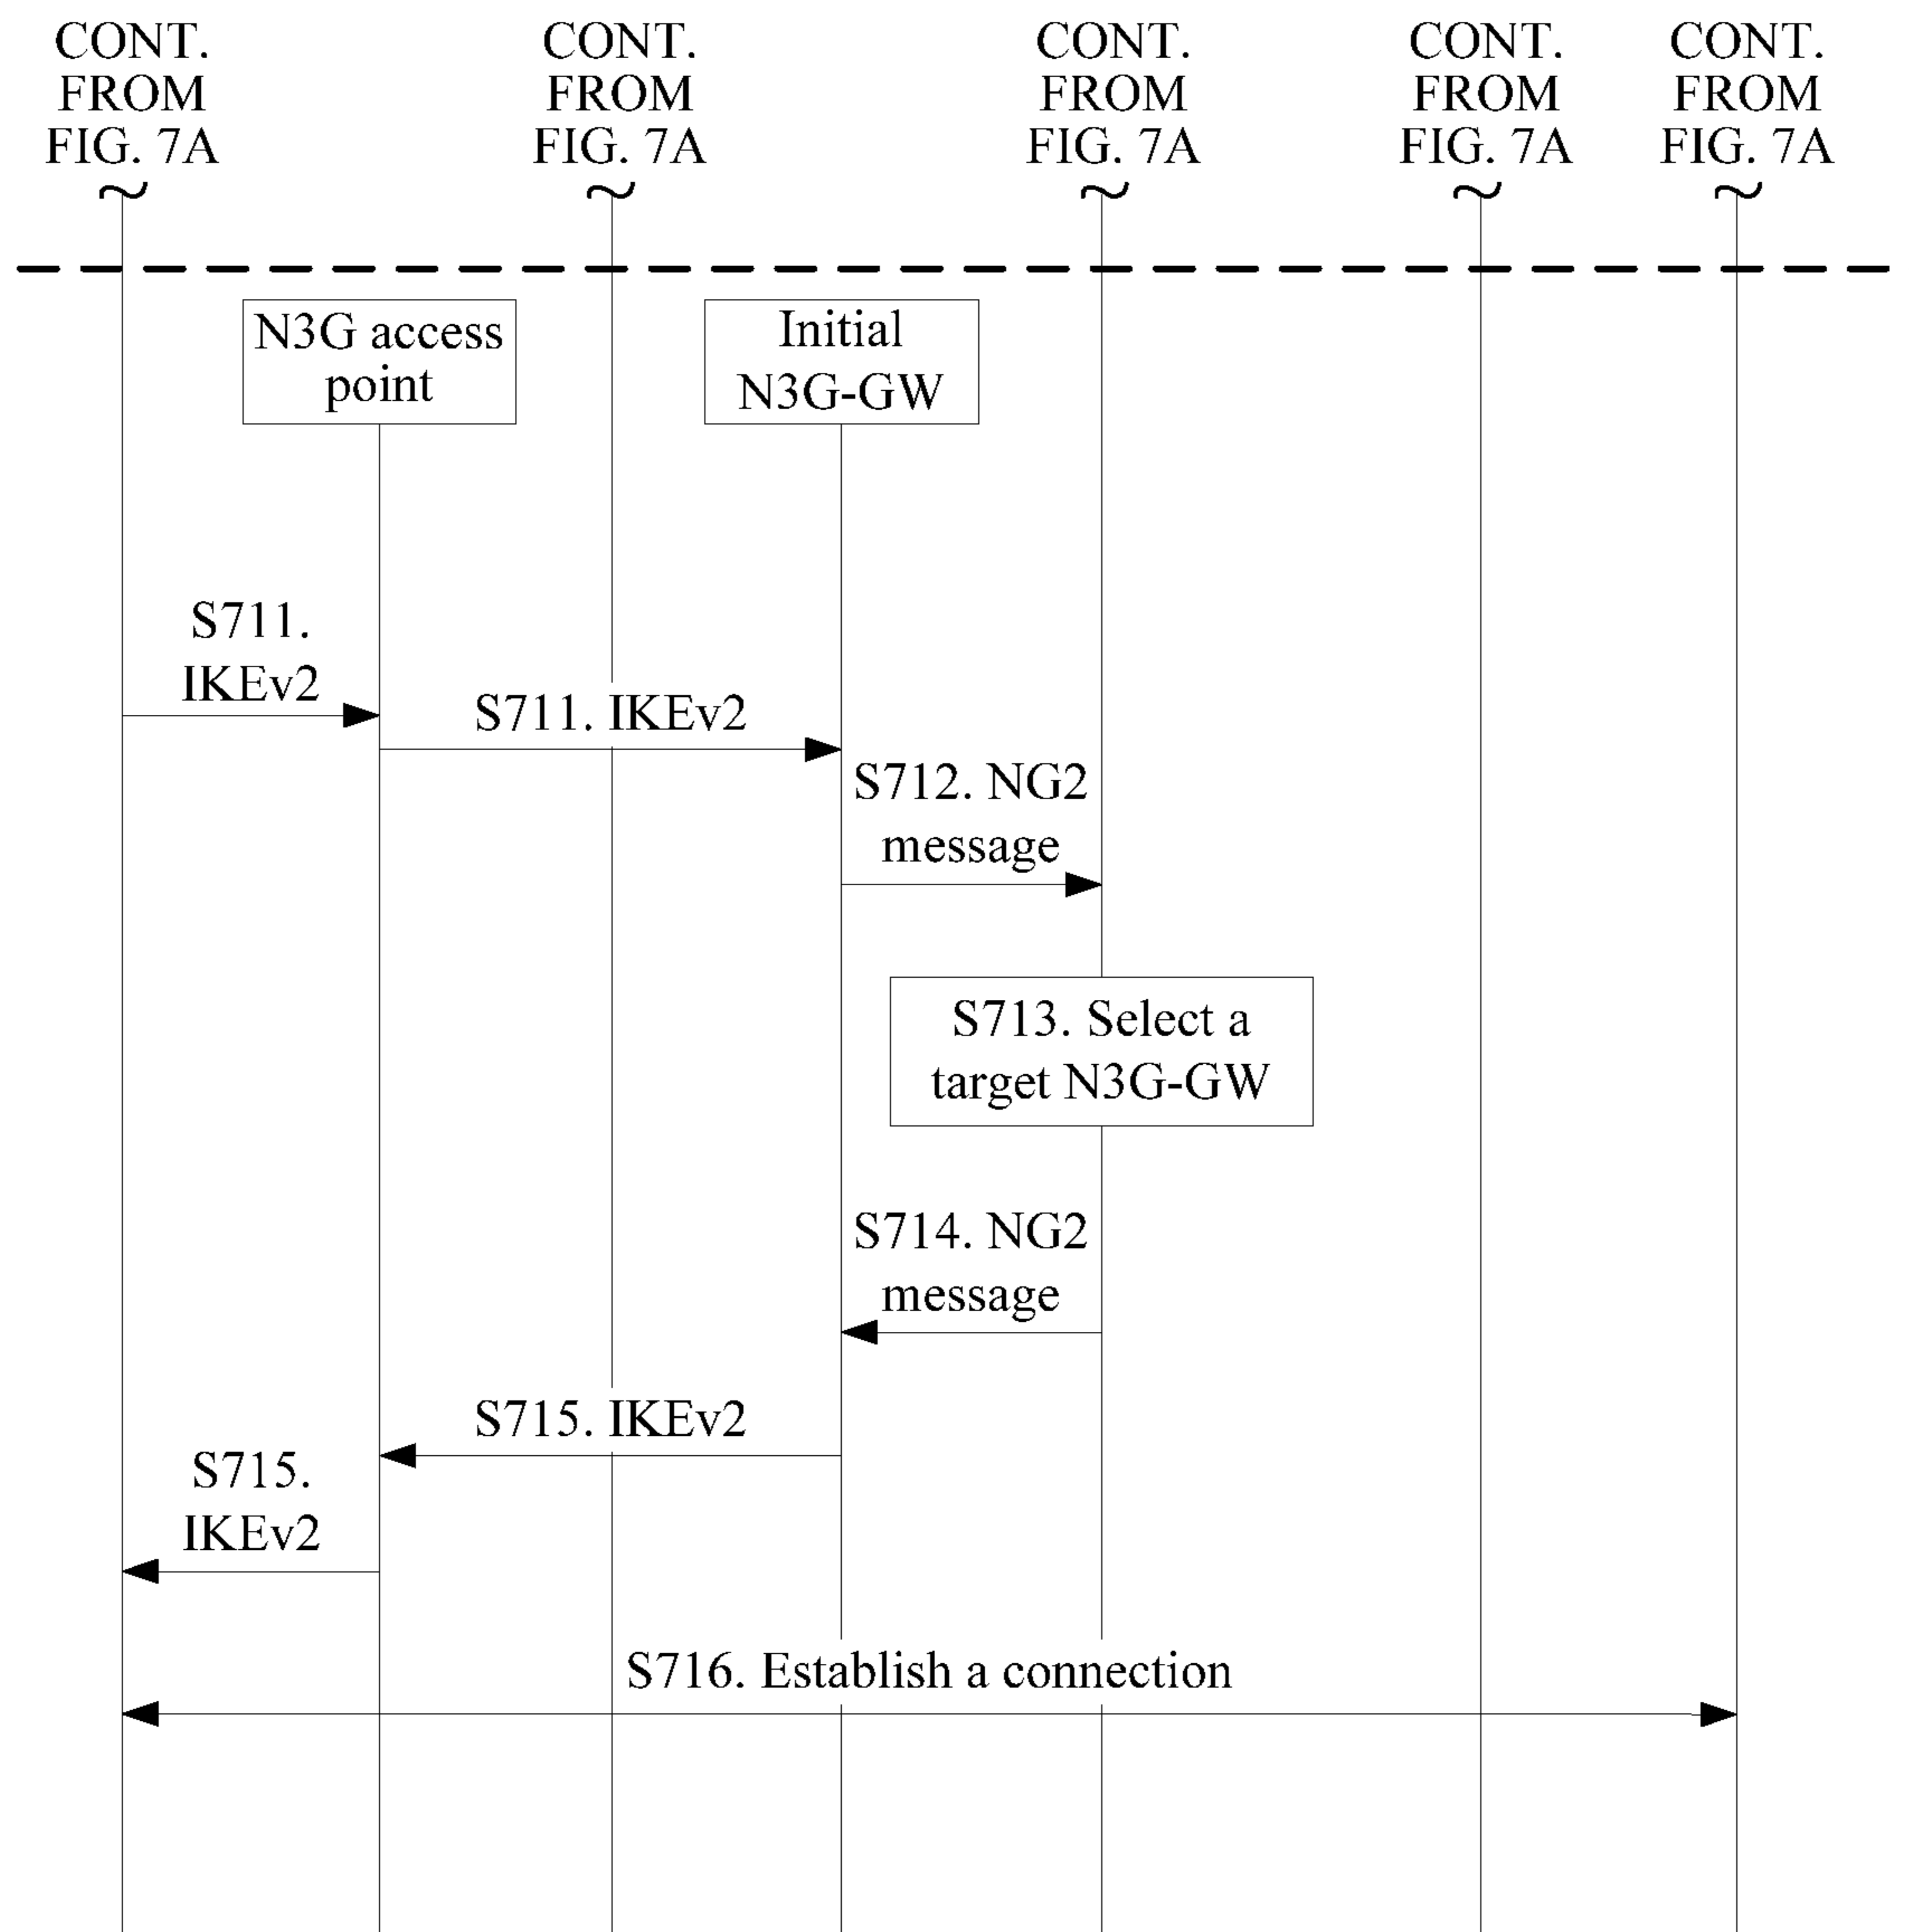 CONT.
FROM
FIG. 7A
CONT.
FROM
FIG. 7A
CONT.
FROM
FIG. 7A
CONT.
FROM
FIG. 7A
CONT.
FROM
FIG. 7A
N3G access
point
Initial
N3G-GW
S711.
IKEv2
S711. IKEv2
S712. NG2
message
S713. Select a
target N3G-GW
S714. NG2
message
S715. IKEv2
S715.
IKEv2
S716. Establish a connection